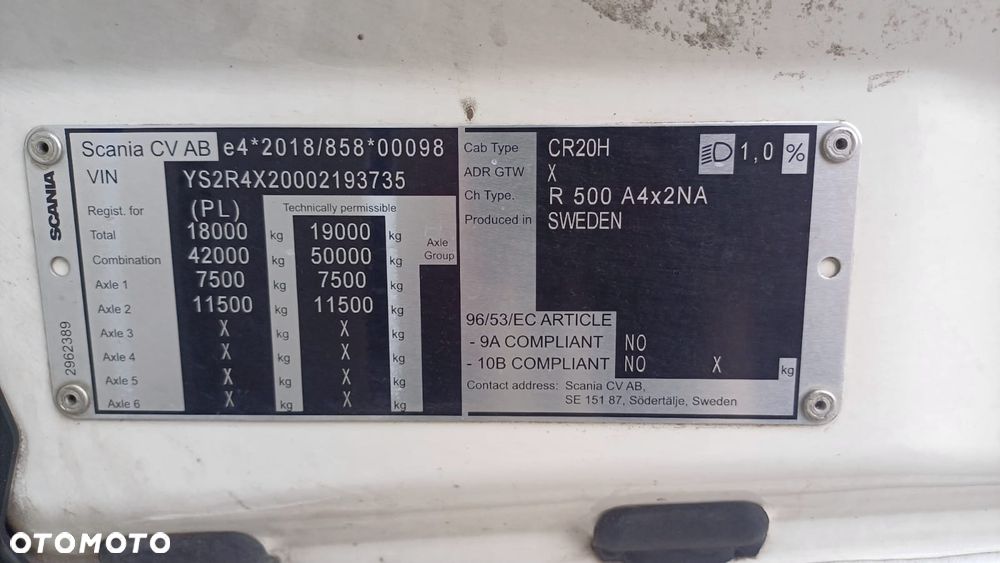 SCANIA
2962389
Scania CV AB e4*2018/858*00098
VIN YS2R4X20002193735
Regist. for (PL) Technically permissible
Total 18000 kg 19000 kg
Combination 42000 kg 50000 kg Axle Group
Axle 1 7500 kg 7500 kg
Axle 2 11500 kg 11500 kg
Axle 3 X kg X kg
Axle 4 X kg X kg
Axle 5 X kg X kg
Axle 6 X kg X kg
Cab Type CR20H 1,0 %
ADR GTW X
Ch Type. R 500 A4x2NA
Produced in SWEDEN
96/53/EC ARTICLE
- 9A COMPLIANT NO
- 10B COMPLIANT NO X kg
Contact address: Scania CV AB,
SE 151 87, Södertälje, Sweden
OTOMOTO